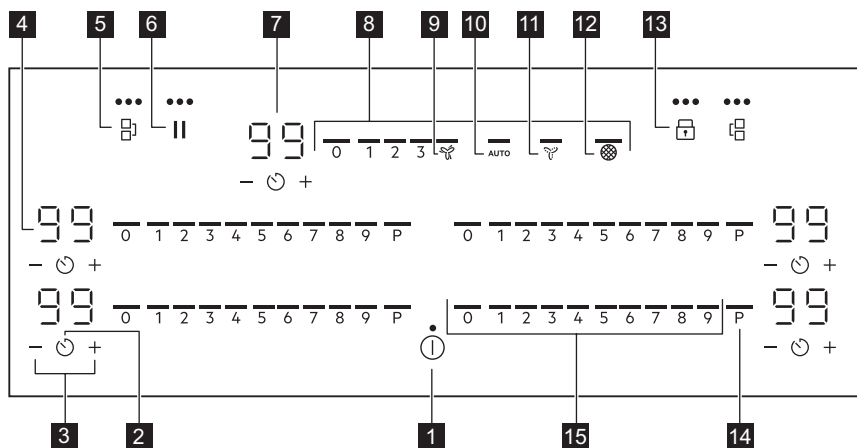 4 5 6 7 8 9 10 11 12 13
99 0 1 2 3 AUTO
− +
99 0 1 2 3 4 5 6 7 8 9 P 0 1 2 3 4 5 6 7 8 9 P 99
− + − +
99 0 1 2 3 4 5 6 7 8 9 P 0 1 2 3 4 5 6 7 8 9 P 99
− + − +
3 2 1 15 14